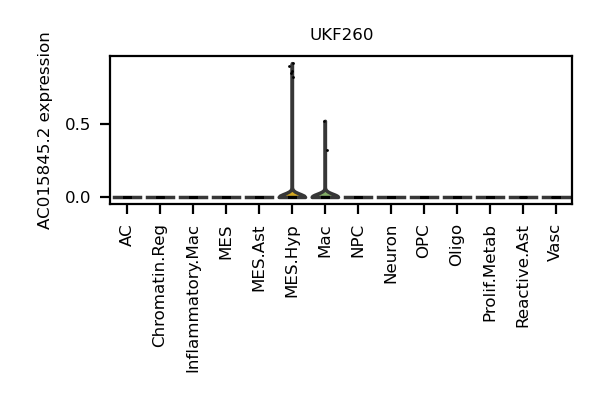 UKF260
AC015845.2 expression
0.5
0.0
AC
Chromatin.Reg
Inflammatory.Mac
MES
MES.Ast
MES.Hyp
Mac
NPC
Neuron
OPC
Oligo
Prolif.Metab
Reactive.Ast
Vasc